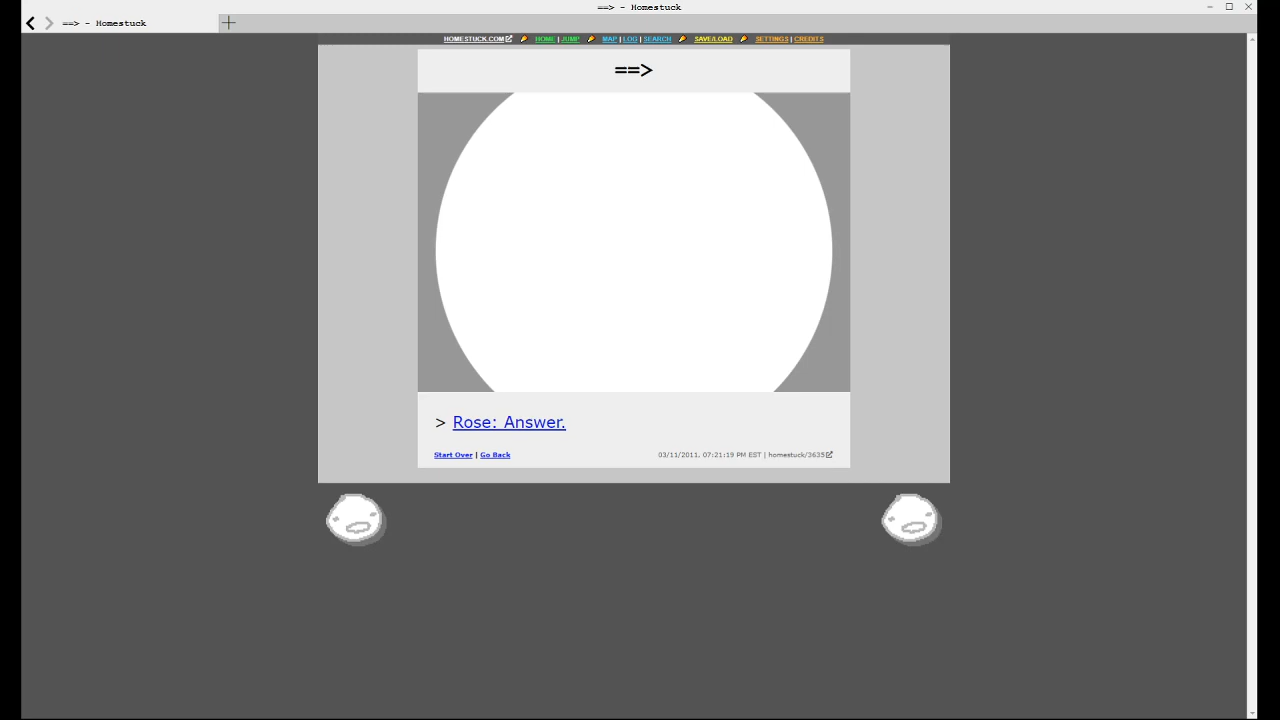 ==> - Homestuck
==> - Homestuck
HOMESTUCK.COM HOME | JUMP MAP | LOG | SEARCH SAVE/LOAD SETTINGS | CREDITS
==>
> Rose: Answer.
Start Over | Go Back 03/11/2011, 07:21:19 PM EST | homestuck/3635